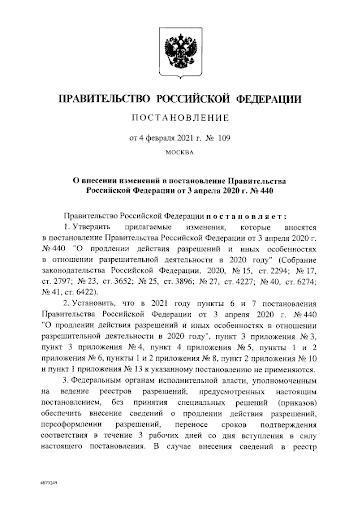 ПРАВИТЕЛЬСТВО РОССИЙСКОЙ ФЕДЕРАЦИИ
ПОСТАНОВЛЕНИЕ
от 4 февраля 2021 г. № 109
МОСКВА
О внесении изменений в постановление Правительства
Российской Федерации от 3 апреля 2020 г. № 440
Правительство Российской Федерации постановляет:
1. Утвердить прилагаемые изменения, которые вносятся
в постановление Правительства Российской Федерации от 3 апреля 2020 г.
№ 440 "О продлении действия разрешений и иных особенностях
в отношении разрешительной деятельности в 2020 году" (Собрание
законодательства Российской Федерации, 2020, № 15, ст. 2294; № 17,
ст. 2797; № 23, ст. 3652; № 25, ст. 3896; № 27, ст. 4227; № 40, ст. 6274;
№ 41, ст. 6422).
2. Установить, что в 2021 году пункты 6 и 7 постановления
Правительства Российской Федерации от 3 апреля 2020 г. № 440
"О продлении действия разрешений и иных особенностях в отношении
разрешительной деятельности в 2020 году", пункт 3 приложения № 3,
пункт 3 приложения № 4, пункт 4 приложения № 5, пункты 1 и 2
приложения № 6, пункты 1 и 2 приложения № 8, пункт 2 приложения № 10
и пункт 1 приложения № 13 к указанному постановлению не применяются.
3. Федеральным органам исполнительной власти, уполномоченным
на ведение реестров разрешений, предусмотренных настоящим
постановлением, без принятия специальных решений (приказов)
обеспечить внесение сведений о продлении действия разрешений,
переоформлении разрешений, переносе сроков подтверждения
соответствия в течение 3 рабочих дней со дня вступления в силу
настоящего постановления. В случае внесения сведений в реестр